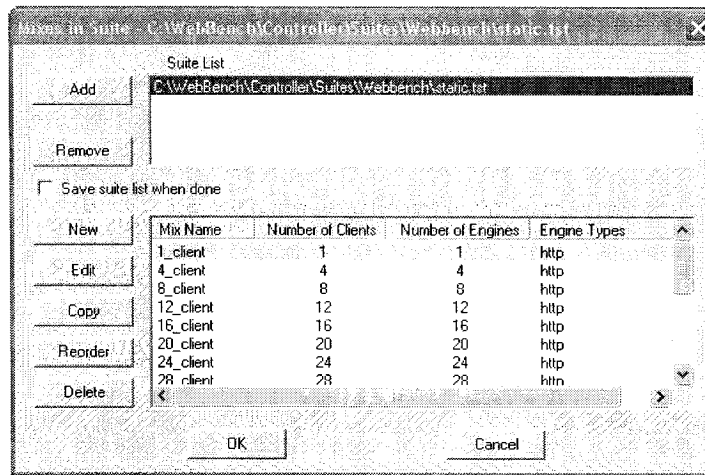 Mixes in Suite - C:\WebBench\Controller\Suites\Webbench\static.tst
Suite List
Add
C:\WebBench\Controller\Suites\Webbench\static.tst
Remove
Save suite list when done
New
Mix Name Number of Clients Number of Engines Engine Types
1_client 1 1 http
4_client 4 4 http
Edit
8_client 8 8 http
12_client 12 12 http
Copy
16_client 16 16 http
20_client 20 20 http
Reorder
24_client 24 24 http
28_client 28 28 http
Delete
OK Cancel